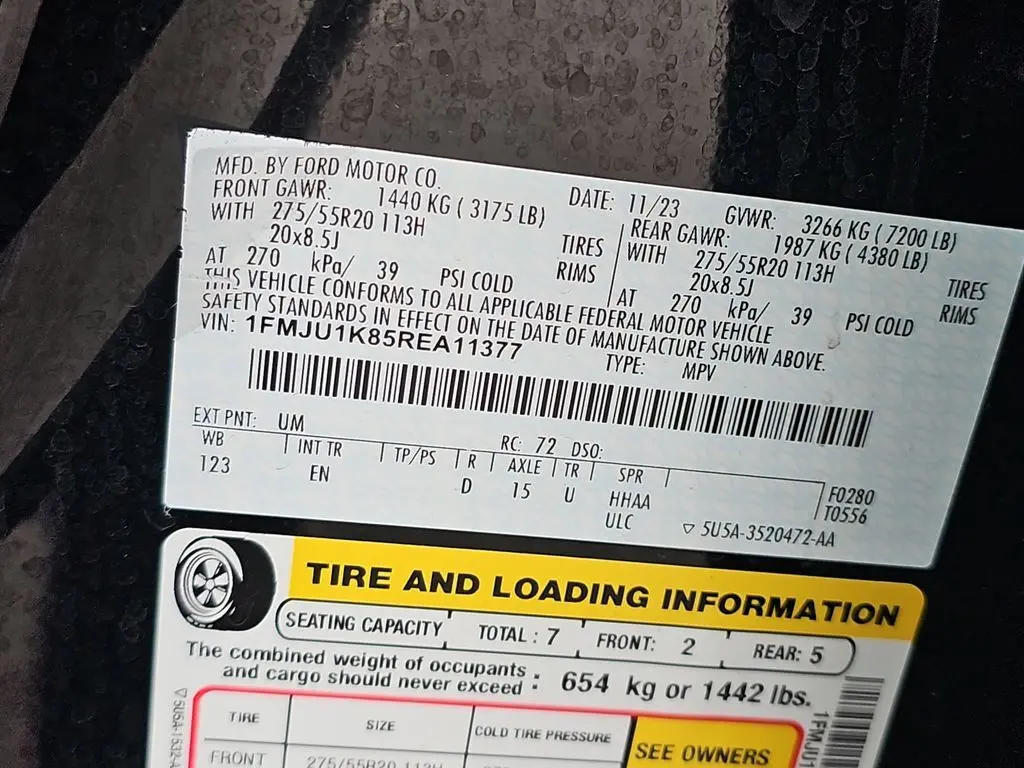 MFD. BY FORD MOTOR CO.
DATE: 11/23 GVWR: 3266 KG ( 7200 LB)
FRONT GAWR: 1440 KG ( 3175 LB)
WITH 275/55R20 113H TIRES
20x8.5J RIMS
AT 270 kPa/ 39 PSI COLD
REAR GAWR: 1987 KG ( 4380 LB)
WITH 275/55R20 113H TIRES
20x8.5J RIMS
AT 270 kPa/ 39 PSI COLD
THIS VEHICLE CONFORMS TO ALL APPLICABLE FEDERAL MOTOR VEHICLE
SAFETY STANDARDS IN EFFECT ON THE DATE OF MANUFACTURE SHOWN ABOVE.
VIN: 1FMJU1K85REA11377
TYPE: MPV
EXT PNT: UM RC: 72 DSO:
WB INT TR TP/PS R AXLE TR SPR
123 EN D 15 U HHAA
ULC
F0280
T0556
▽ 5U5A-3520472-AA
TIRE AND LOADING INFORMATION
SEATING CAPACITY TOTAL : 7 FRONT: 2 REAR: 5
The combined weight of occupants
and cargo should never exceed : 654 kg or 1442 lbs.
TIRE SIZE COLD TIRE PRESSURE
SEE OWNERS
FRONT 275/55R20 113H
▽ 5U5A-1532-A
1FMJU1